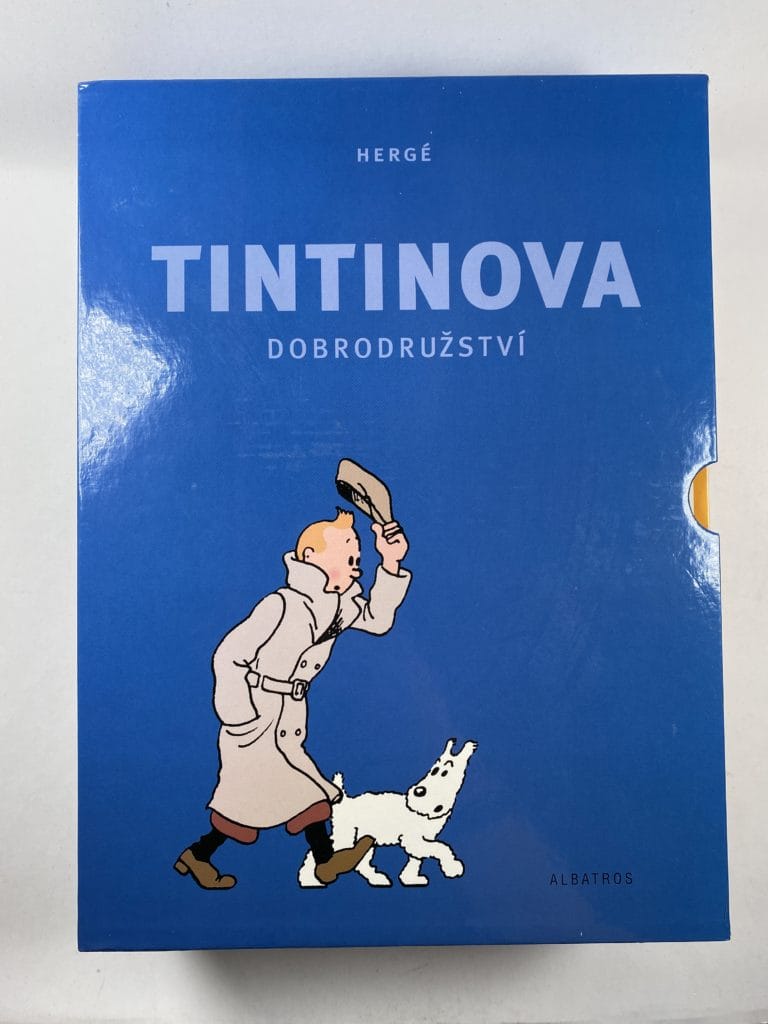 HERGÉ
TINTINOVA
DOBRODRUŽSTVÍ
ALBATROS